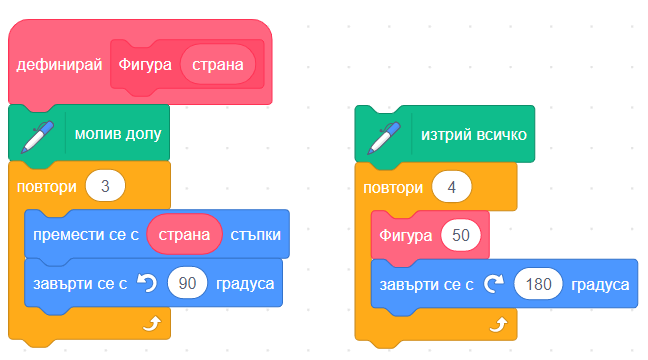 дефинирай Фигура страна
молив долу
повтори 3
премести се с страна стъпки
завърти се с 90 градуса
изтрий всичко
повтори 4
Фигура 50
завърти се с 180 градуса